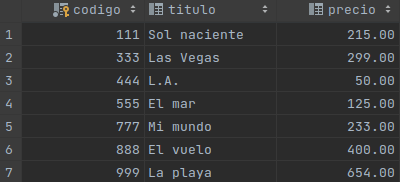 codigo titulo precio
1 111 Sol naciente 215.00
2 333 Las Vegas 299.00
3 444 L.A. 50.00
4 555 El mar 125.00
5 777 Mi mundo 233.00
6 888 El vuelo 400.00
7 999 La playa 654.00